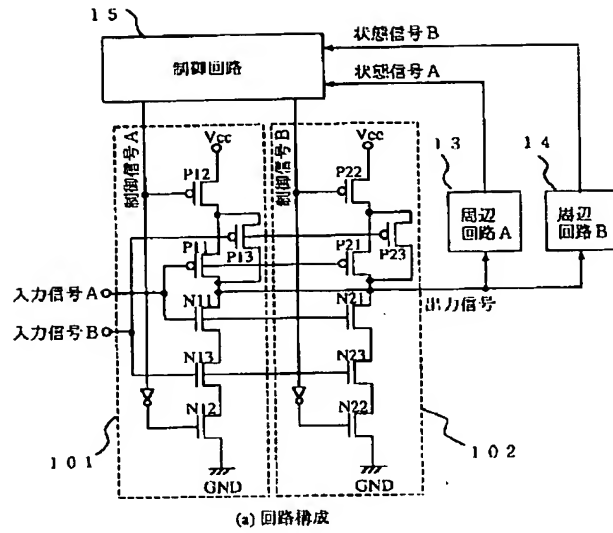 15
状態信号B
制御回路
状態信号A
制御信号A
制御信号B
Vcc
Vcc
13
14
P12
P22
周辺
回路A
周辺
回路B
P13
P23
P11
P21
入力信号A
N11
N21
出力信号
入力信号B
N13
N23
N12
N22
101
102
GND
GND
(a) 回路構成